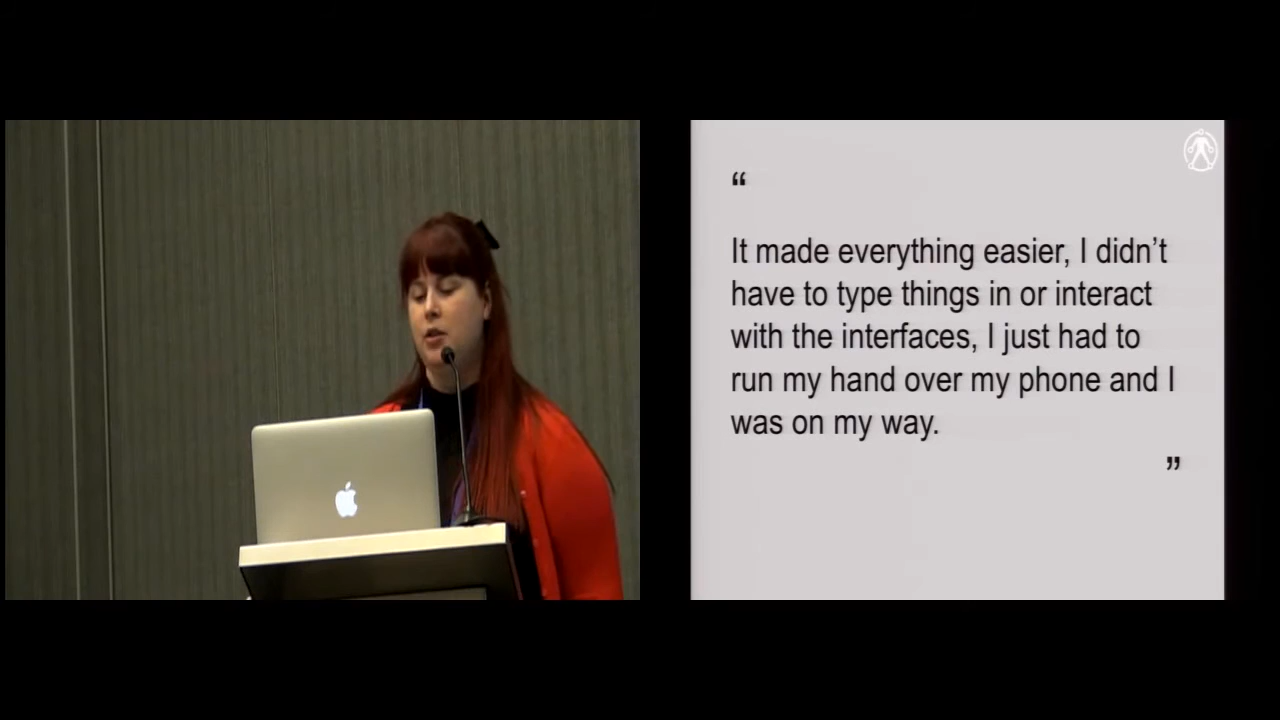 “
It made everything easier, I didn’t
have to type things in or interact
with the interfaces, I just had to
run my hand over my phone and I
was on my way.
”